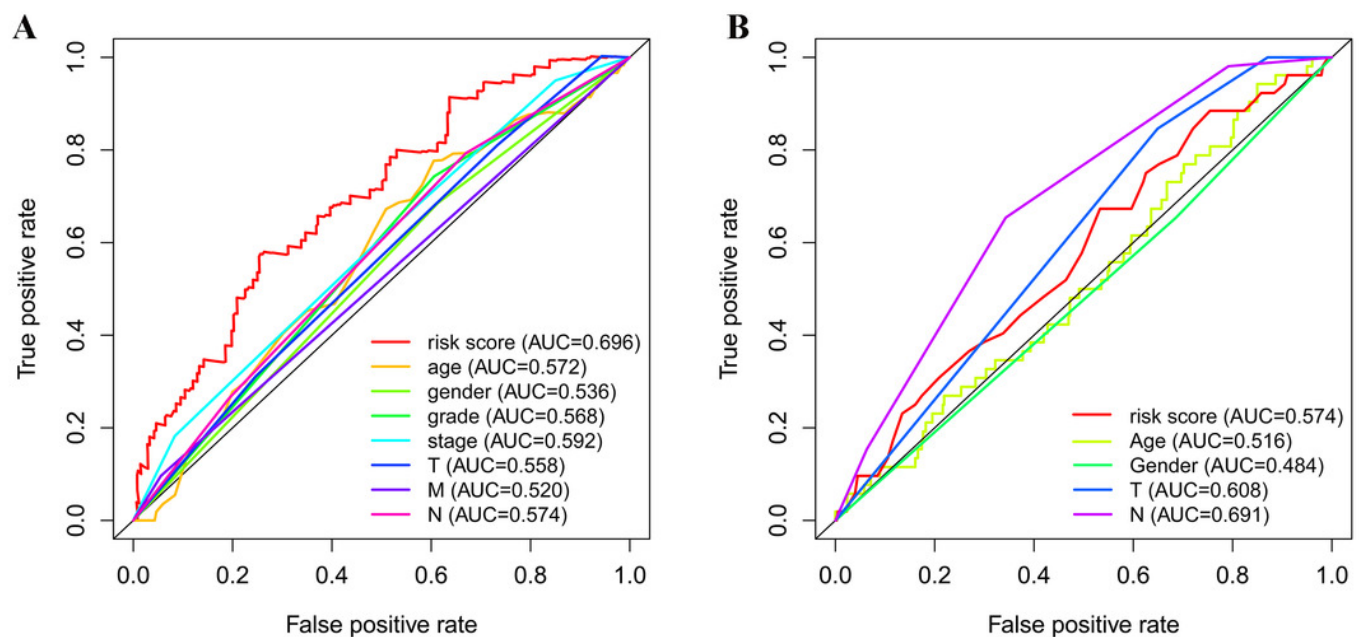 A
True positive rate
1.0
0.8
0.6
0.4
0.2
0.0
risk score (AUC=0.696)
age (AUC=0.572)
gender (AUC=0.536)
grade (AUC=0.568)
stage (AUC=0.592)
T (AUC=0.558)
M (AUC=0.520)
N (AUC=0.574)
0.0 0.2 0.4 0.6 0.8 1.0
False positive rate
B
True positive rate
1.0
0.8
0.6
0.4
0.2
0.0
risk score (AUC=0.574)
Age (AUC=0.516)
Gender (AUC=0.484)
T (AUC=0.608)
N (AUC=0.691)
0.0 0.2 0.4 0.6 0.8 1.0
False positive rate